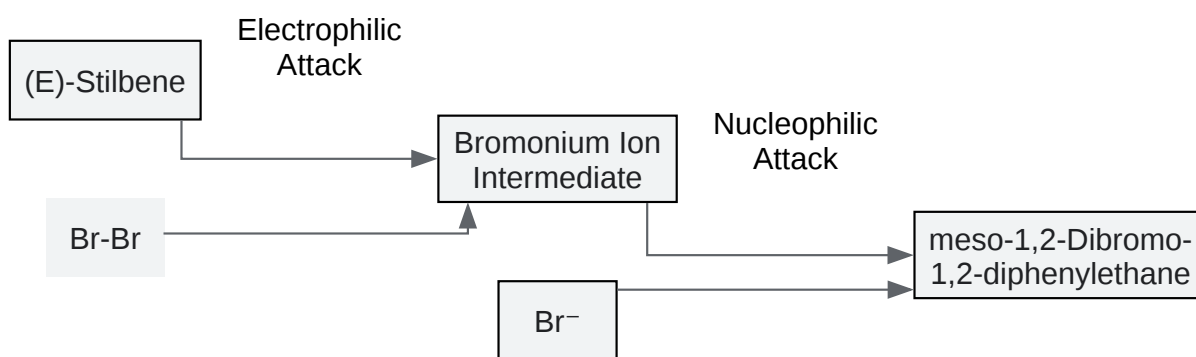 Electrophilic
Attack
(E)-Stilbene
Bromonium Ion
Intermediate
Nucleophilic
Attack
Br-Br
meso-1,2-Dibromo-
1,2-diphenylethane
Br⁻